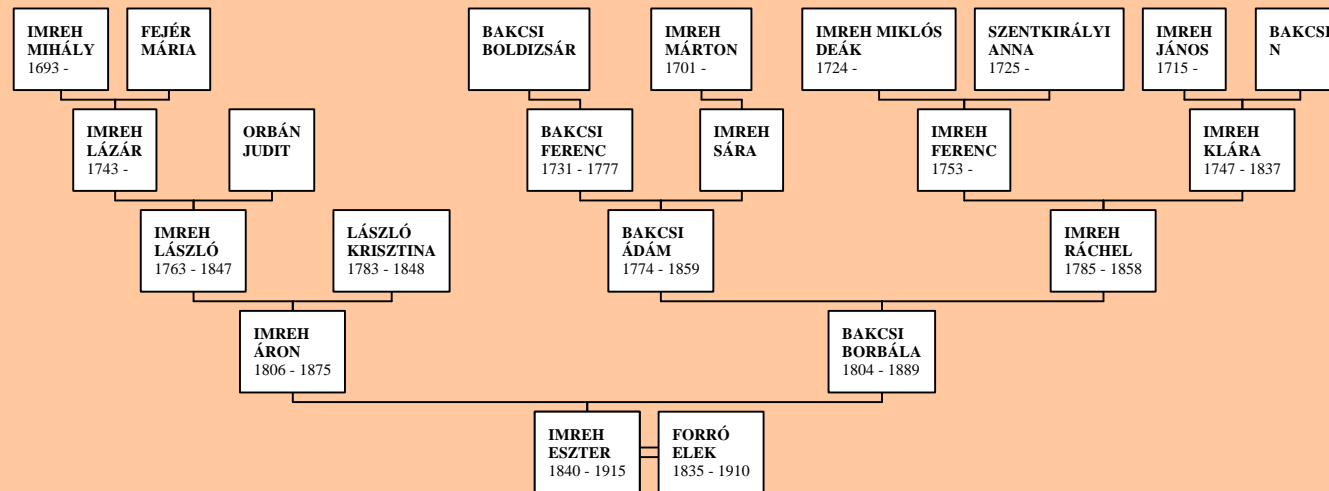 IMREH
MIHÁLY
1693 -
FEJÉR
MÁRIA
BAKCSI
BOLDIZSÁR
IMREH
MÁRTON
1701 -
IMREH MIKLÓS
DEÁK
1724 -
SZENTKIRÁLYI
ANNA
1725 -
IMREH
JÁNOS
1715 -
BAKCSI
N
IMREH
LÁZÁR
1743 -
ORBÁN
JUDIT
BAKCSI
FERENC
1731 - 1777
IMREH
SÁRA
IMREH
FERENC
1753 -
IMREH
KLÁRA
1747 - 1837
IMREH
LÁSZLÓ
1763 - 1847
LÁSZLÓ
KRISZTINA
1783 - 1848
BAKCSI
ÁDÁM
1774 - 1859
IMREH
RÁCHEL
1785 - 1858
IMREH
ÁRON
1806 - 1875
BAKCSI
BORBÁLA
1804 - 1889
IMREH
ESZTER
1840 - 1915
FORRÓ
ELEK
1835 - 1910